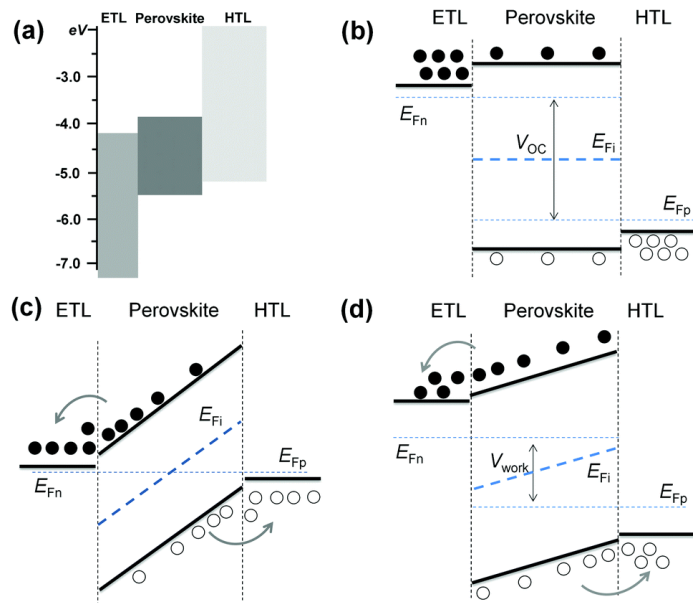 (a)
ETL Perovskite HTL
eV
-3.0
-4.0
-5.0
-6.0
-7.0
(b)
ETL Perovskite HTL
EFn
VOC
EFi
EFp
(c)
ETL Perovskite HTL
EFi
EFn
EFp
(d)
ETL Perovskite HTL
EFn
Vwork
EFi
EFp